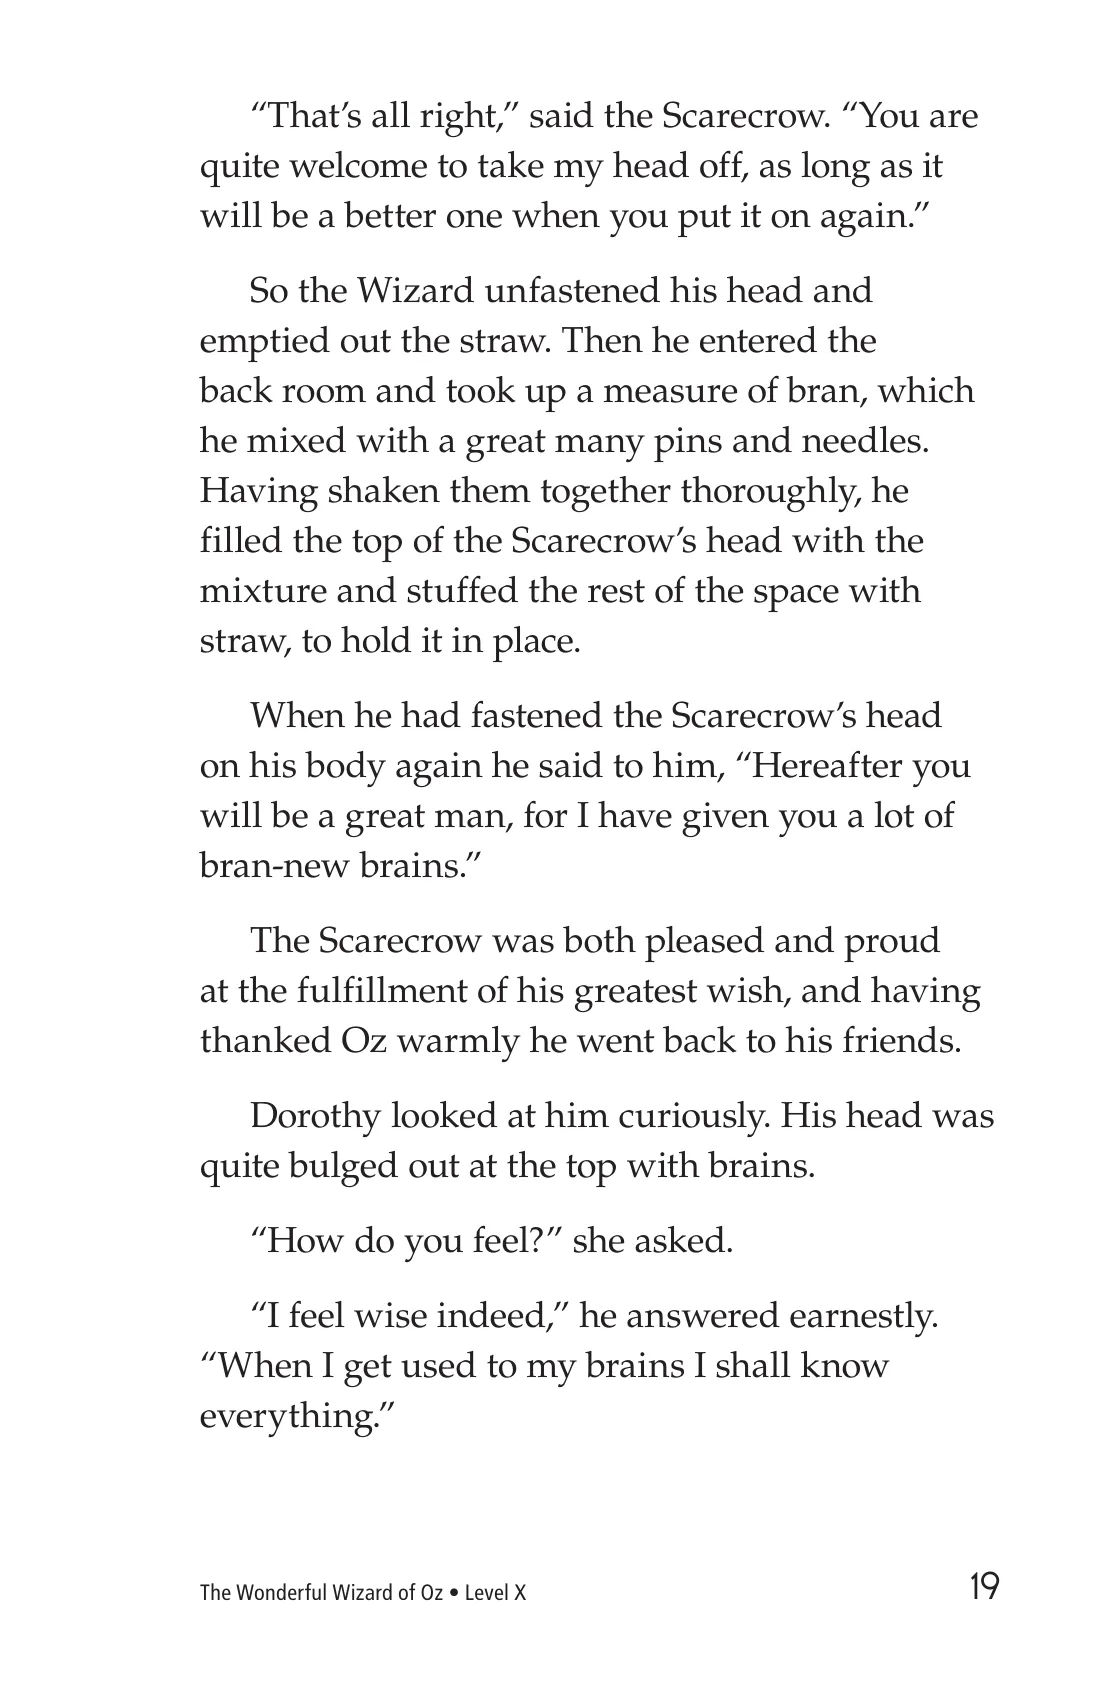 “That’s all right,” said the Scarecrow. “You are
quite welcome to take my head off, as long as it
will be a better one when you put it on again.”
So the Wizard unfastened his head and
emptied out the straw. Then he entered the
back room and took up a measure of bran, which
he mixed with a great many pins and needles.
Having shaken them together thoroughly, he
filled the top of the Scarecrow’s head with the
mixture and stuffed the rest of the space with
straw, to hold it in place.
When he had fastened the Scarecrow’s head
on his body again he said to him, “Hereafter you
will be a great man, for I have given you a lot of
bran-new brains.”
The Scarecrow was both pleased and proud
at the fulfillment of his greatest wish, and having
thanked Oz warmly he went back to his friends.
Dorothy looked at him curiously. His head was
quite bulged out at the top with brains.
“How do you feel?” she asked.
“I feel wise indeed,” he answered earnestly.
“When I get used to my brains I shall know
everything.”
The Wonderful Wizard of Oz • Level X 19